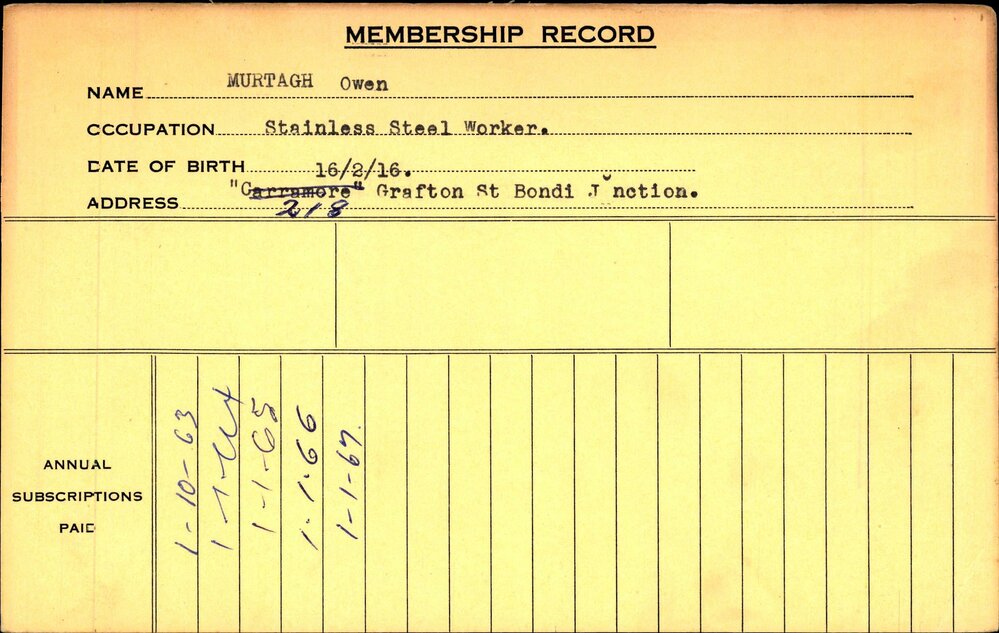 MEMBERSHIP RECORD
NAME MURTAGH Owen
OCCUPATION Stainless Steel Worker.
DATE OF BIRTH 16/2/16.
ADDRESS "Carramore" Grafton St Bondi Junction.
218
ANNUAL
SUBSCRIPTIONS
PAID
1-10-63
1-1-64
1-1-65
1-1-66
1-1-67.